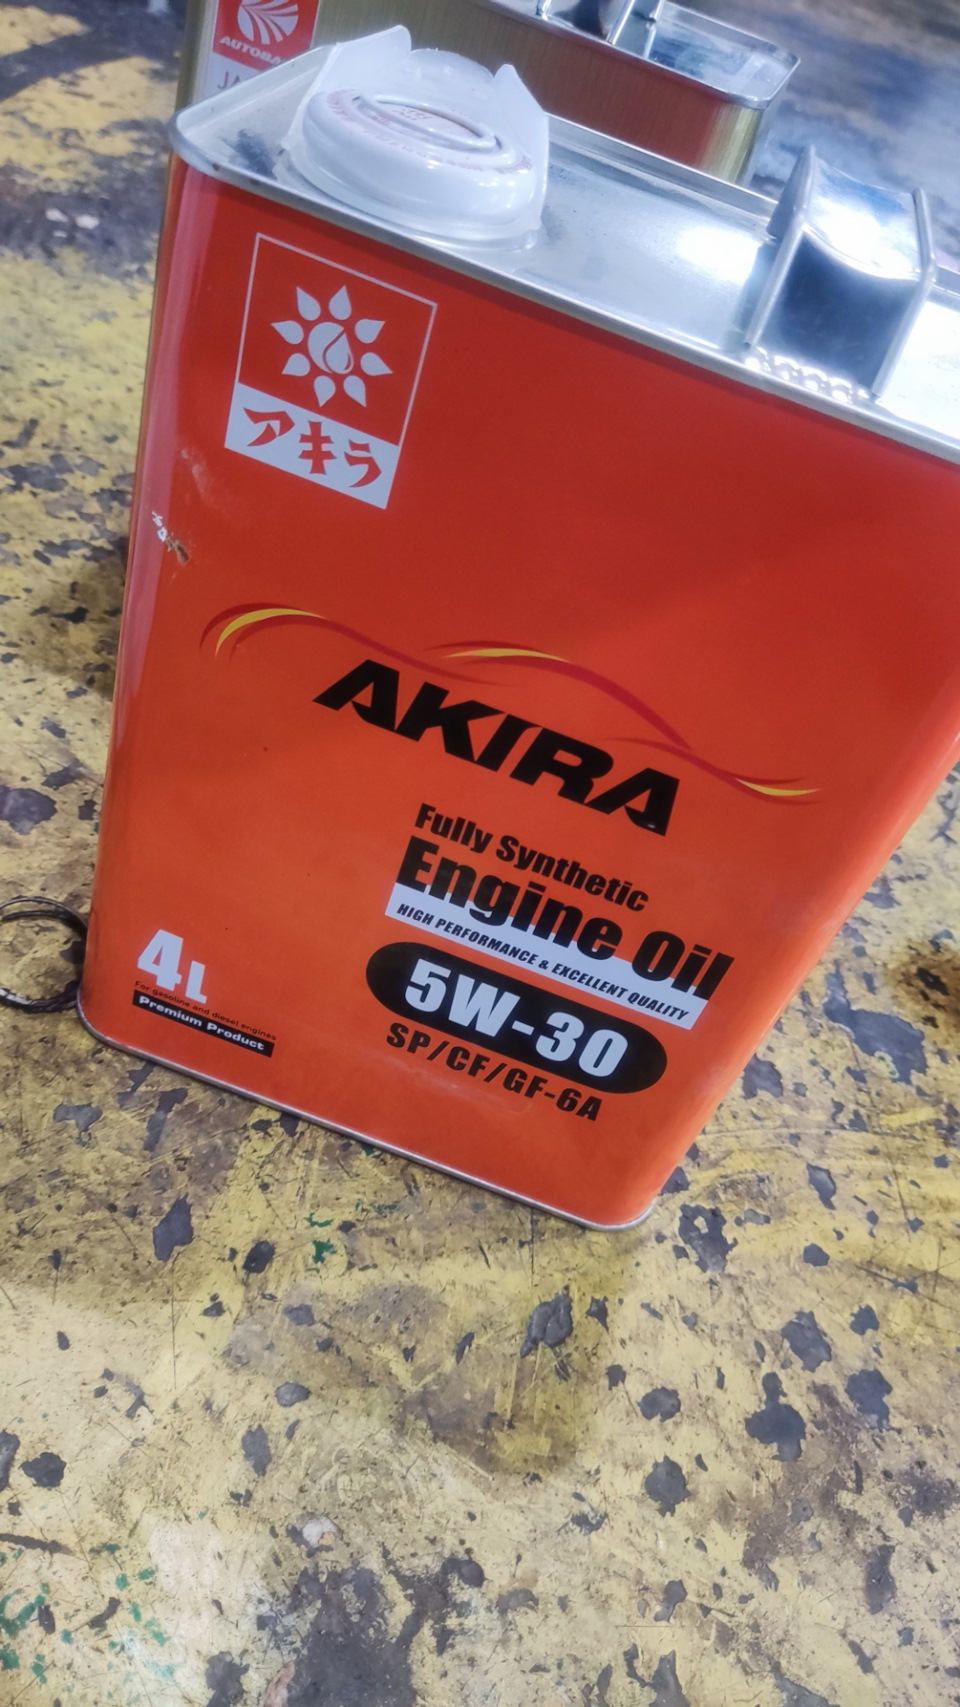 アキラ
AKIRA
Fully Synthetic
Engine Oil
HIGH PERFORMANCE & EXCELLENT QUALITY
5W-30
SP/CF/GF-6A
4L
For gasoline and diesel engines
Premium Product